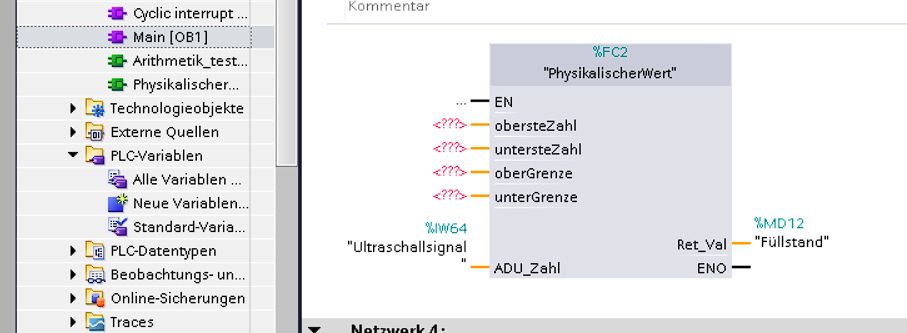 Cyclic interrupt ...
Main [OB1]
Arithmetik_test...
Physikalischer...
Technologieobjekte
Externe Quellen
PLC-Variablen
Alle Variablen ...
Neue Variablen...
Standard-Varia...
PLC-Datentypen
Beobachtungs- un...
Online-Sicherungen
Traces
Kommentar
%FC2
"PhysikalischerWert"
... EN
<???> obersteZahl
<???> untersteZahl
<???> oberGrenze
<???> unterGrenze
%IW64
"Ultraschallsignal
" ADU_Zahl
%MD12
Ret_Val "Füllstand"
ENO
Netzwerk 4: